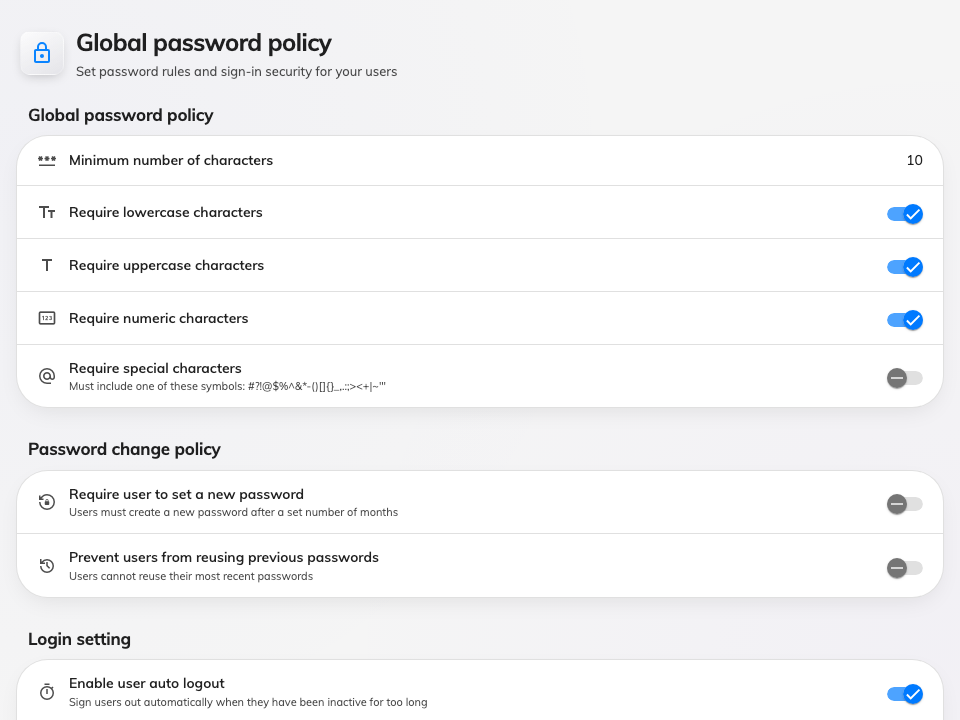 Global password policy
Set password rules and sign-in security for your users
Global password policy
Minimum number of characters
10
Require lowercase characters
Require uppercase characters
123
Require numeric characters
Require special characters
Must include one of these symbols: #?!@$%^&*-()[]{}_,.:;><+|~'"
Password change policy
Require user to set a new password
Users must create a new password after a set number of months
Prevent users from reusing previous passwords
Users cannot reuse their most recent passwords
Login setting
Enable user auto logout
Sign users out automatically when they have been inactive for too long